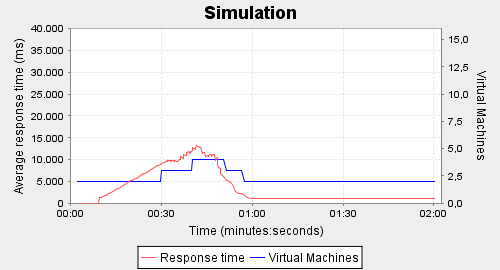 Simulation
Average response time (ms)
40.000
35.000
30.000
25.000
20.000
15.000
10.000
5.000
0
15,0
12,5
10,0
7,5
5,0
2,5
0,0
Virtual Machines
00:00 00:30 01:00 01:30 02:00
Time (minutes:seconds)
Response time Virtual Machines